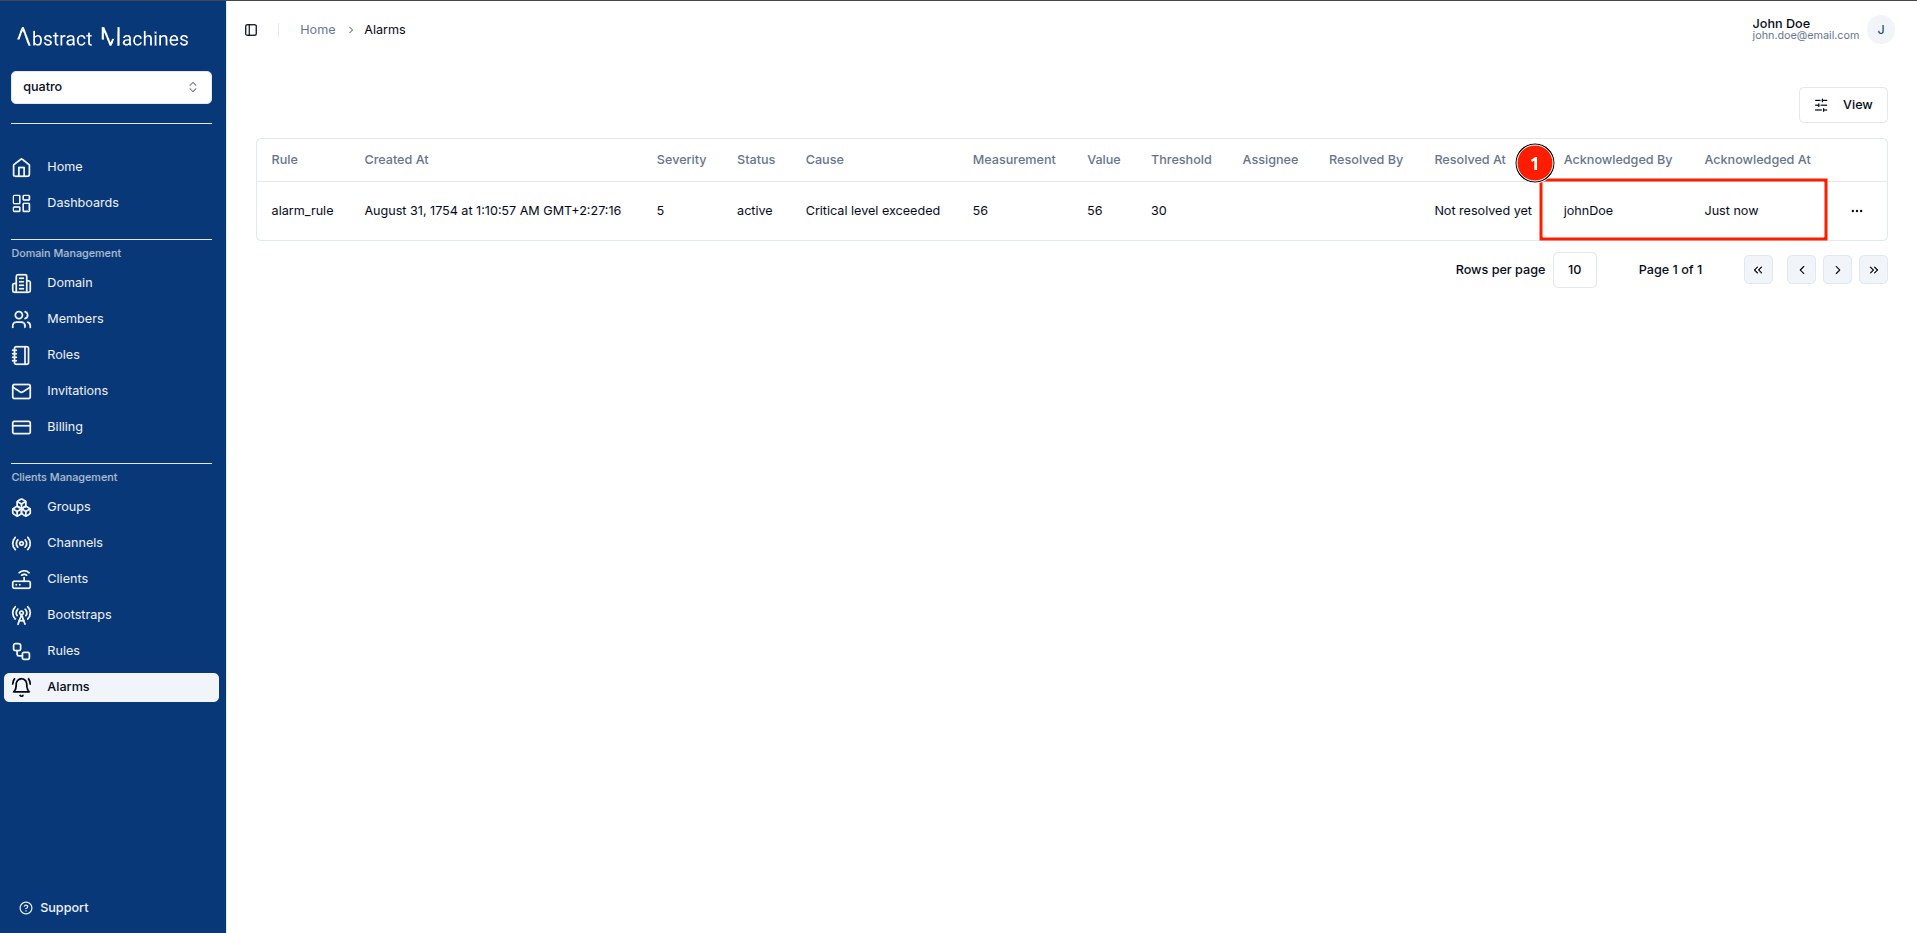 Abstract Machines
quatro
Home
Dashboards
Domain Management
Domain
Members
Roles
Invitations
Billing
Clients Management
Groups
Channels
Clients
Bootstraps
Rules
Alarms
Support
Home > Alarms
John Doe
john.doe@email.com
J
View
Rule Created At Severity Status Cause Measurement Value Threshold Assignee Resolved By Resolved At 1 Acknowledged By Acknowledged At
alarm_rule August 31, 1754 at 1:10:57 AM GMT+2:27:16 5 active Critical level exceeded 56 56 30 Not resolved yet johnDoe Just now ...
Rows per page 10 Page 1 of 1